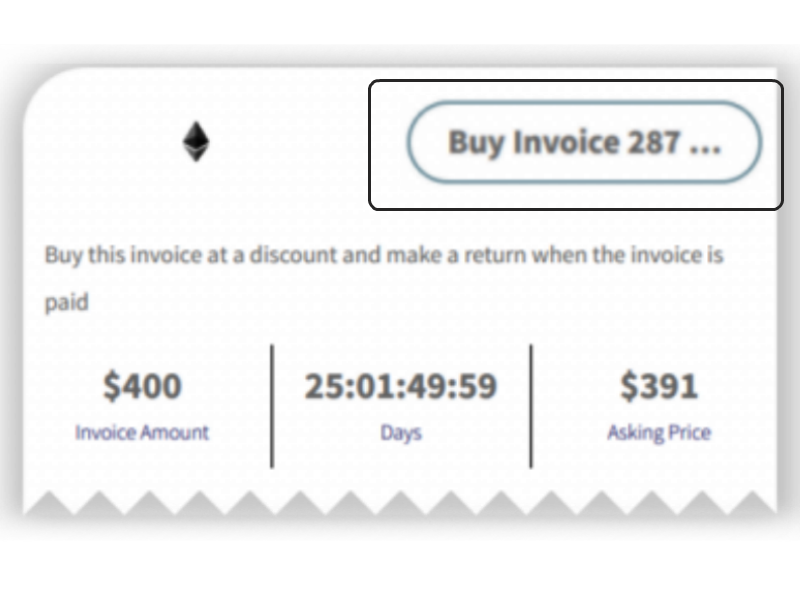 Buy Invoice 287 ...
Buy this invoice at a discount and make a return when the invoice is
paid
$400
Invoice Amount
25:01:49:59
Days
$391
Asking Price